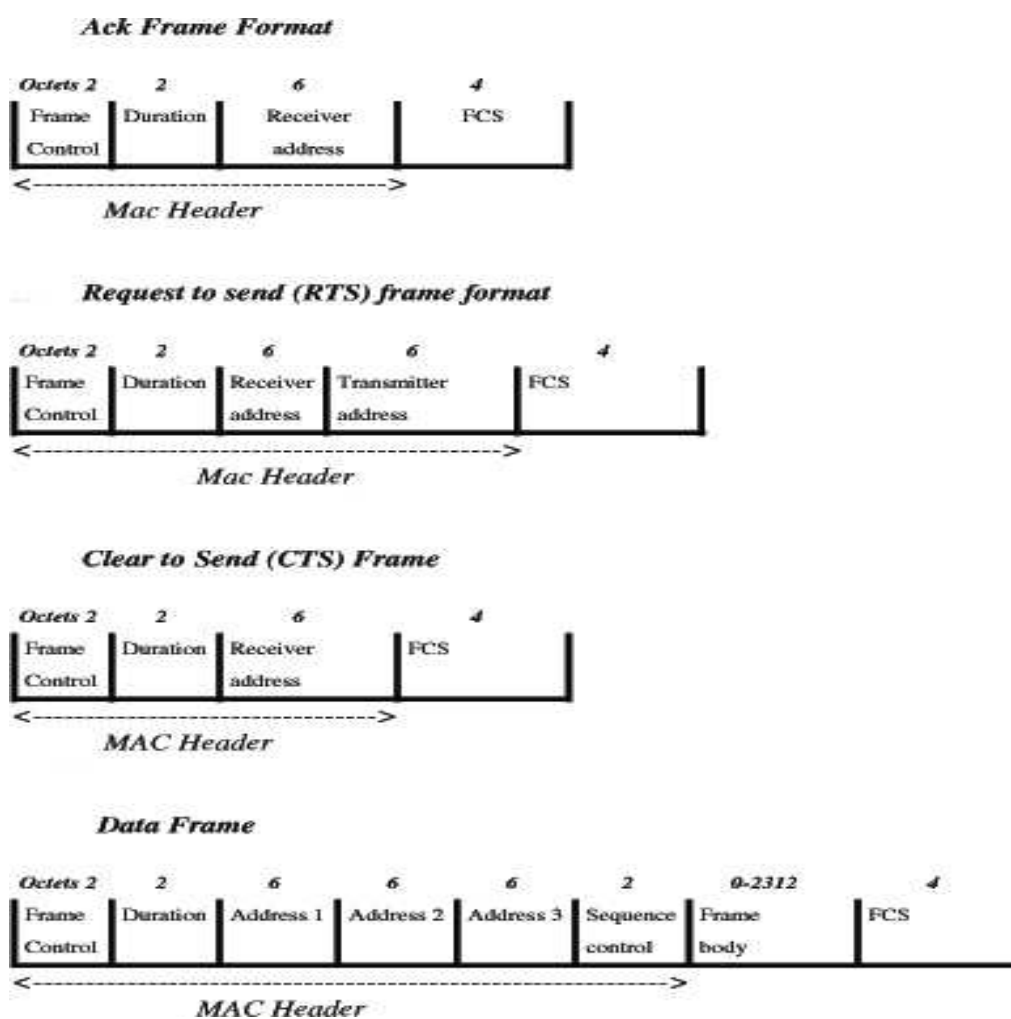 Ack Frame Format
Octets 2 2 6 4
Frame Duration Receiver FCS
Control address
<---------------------------------->
Mac Header
Request to send (RTS) frame format
Octets 2 2 6 6 4
Frame Duration Receiver Transmitter FCS
Control address address
<----------------------------------------------->
Mac Header
Clear to Send (CTS) Frame
Octets 2 2 6 4
Frame Duration Receiver FCS
Control address
<--------------------------------->
MAC Header
Data Frame
Octets 2 2 6 6 6 2 0-2312 4
Frame Duration Address 1 Address 2 Address 3 Sequence Frame FCS
Control control body
<--------------------------------------------------------------->
MAC Header